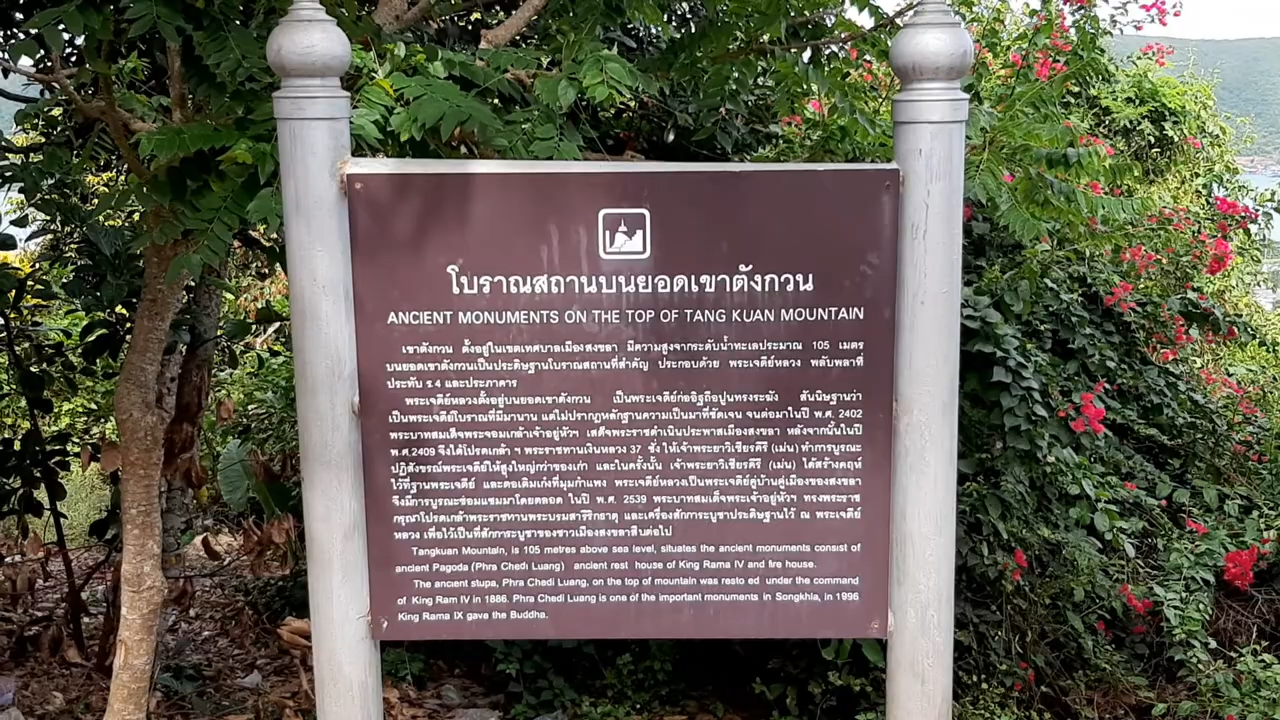 โบราณสถานบนยอดเขาตังกวน
ANCIENT MONUMENTS ON THE TOP OF TANG KUAN MOUNTAIN
เขาตังกวน ตั้งอยู่ในเขตเทศบาลเมืองสงขลา มีความสูงจากระดับน้ำทะเลประมาณ 105 เมตร
บนยอดเขาตังกวนเป็นประดิษฐานโบราณสถานที่สำคัญ ประกอบด้วย พระเจดีย์หลวง พลับพลาที่
ประทับ ร.4 และประภาคาร
พระเจดีย์หลวงตั้งอยู่บนยอดเขาตังกวน เป็นพระเจดีย์ก่ออิฐถือปูนทรงระฆัง สันนิษฐานว่า
เป็นพระเจดีย์โบราณที่มีมานาน แต่ไม่ปรากฏหลักฐานความเป็นมาที่ชัดเจน จนต่อมาในปี พ.ศ. 2402
พระบาทสมเด็จพระจอมเกล้าเจ้าอยู่หัวฯ เสด็จพระราชดำเนินประพาสเมืองสงขลา หลังจากนั้นในปี
พ.ศ.2409 จึงได้โปรดเกล้า ฯ พระราชทานเงินหลวง 37 ชั่ง ให้เจ้าพระยาวิเชียรคีรี (เม่น) ทำการบูรณะ
ปฏิสังขรณ์พระเจดีย์ให้สูงใหญ่กว่าของเก่า และในครั้งนั้น เจ้าพระยาวิเชียรคีรี (เม่น) ได้สร้างคฤห์
ไว้ที่ฐานพระเจดีย์ และต่อเติมเก๋งที่มุมกำแพง พระเจดีย์หลวงเป็นพระเจดีย์คู่บ้านคู่เมืองของสงขลา
จึงมีการบูรณะซ่อมแซมมาโดยตลอด ในปี พ.ศ. 2539 พระบาทสมเด็จพระเจ้าอยู่หัวฯ ทรงพระราช
กรุณาโปรดเกล้าพระราชทานพระบรมสารีริกธาตุ และเครื่องสักการะบูชาประดิษฐานไว้ ณ พระเจดีย์
หลวง เพื่อไว้เป็นที่สักการะบูชาของชาวเมืองสงขลาสืบต่อไป
Tangkuan Mountain, is 105 metres above sea level, situates the ancient monuments consist of
ancient Pagoda (Phra Chedi Luang) ancient rest house of King Rama IV and fire house.
The ancient stupa, Phra Chedi Luang, on the top of mountain was resto ed under the command
of King Ram IV in 1886. Phra Chedi Luang is one of the important monuments in Songkhla, in 1996
King Rama IX gave the Buddha.